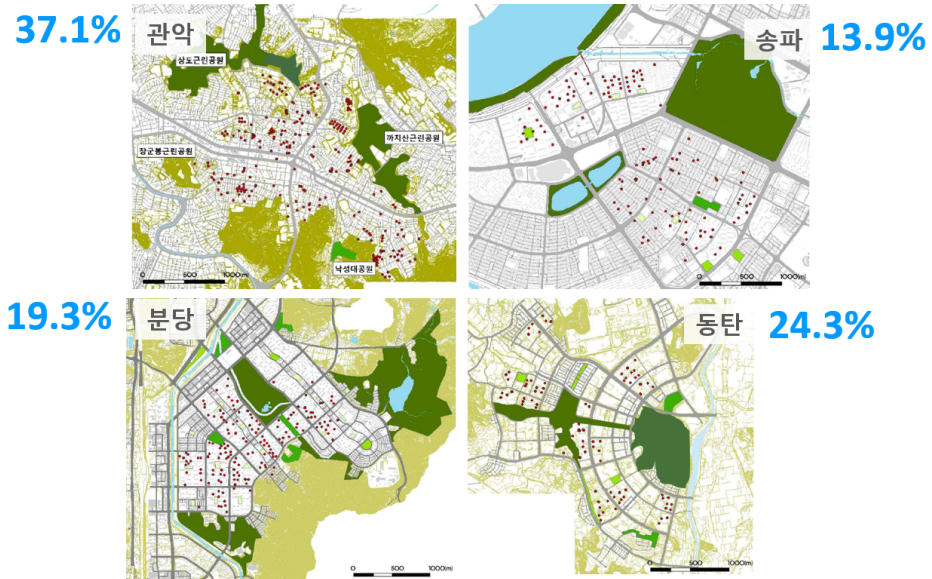 37.1%
관악
상도근린공원
까치산근린공원
장군봉근린공원
낙성대공원
0 500 1000(m)
송파
13.9%
0 500 1000(m)
19.3%
분당
0 500 1000(m)
동탄
24.3%
0 500 1000(m)